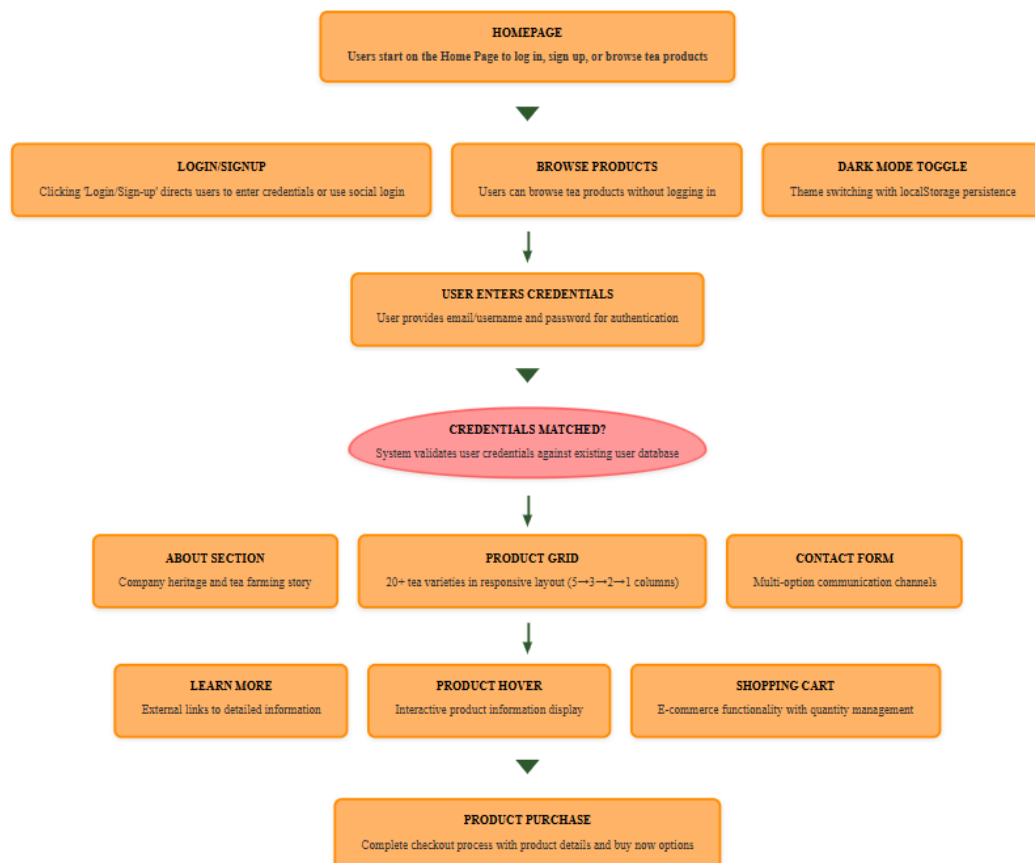 HOMEPAGE
Users start on the Home Page to log in, sign up, or browse tea products
LOGIN/SIGNUP
Clicking 'Login/Sign-up' directs users to enter credentials or use social login
BROWSE PRODUCTS
Users can browse tea products without logging in
DARK MODE TOGGLE
Theme switching with localStorage persistence
USER ENTERS CREDENTIALS
User provides email/username and password for authentication
CREDENTIALS MATCHED?
System validates user credentials against existing user database
ABOUT SECTION
Company heritage and tea farming story
PRODUCT GRID
20+ tea varieties in responsive layout (5→3→2→1 columns)
CONTACT FORM
Multi-option communication channels
LEARN MORE
External links to detailed information
PRODUCT HOVER
Interactive product information display
SHOPPING CART
E-commerce functionality with quantity management
PRODUCT PURCHASE
Complete checkout process with product details and buy now options